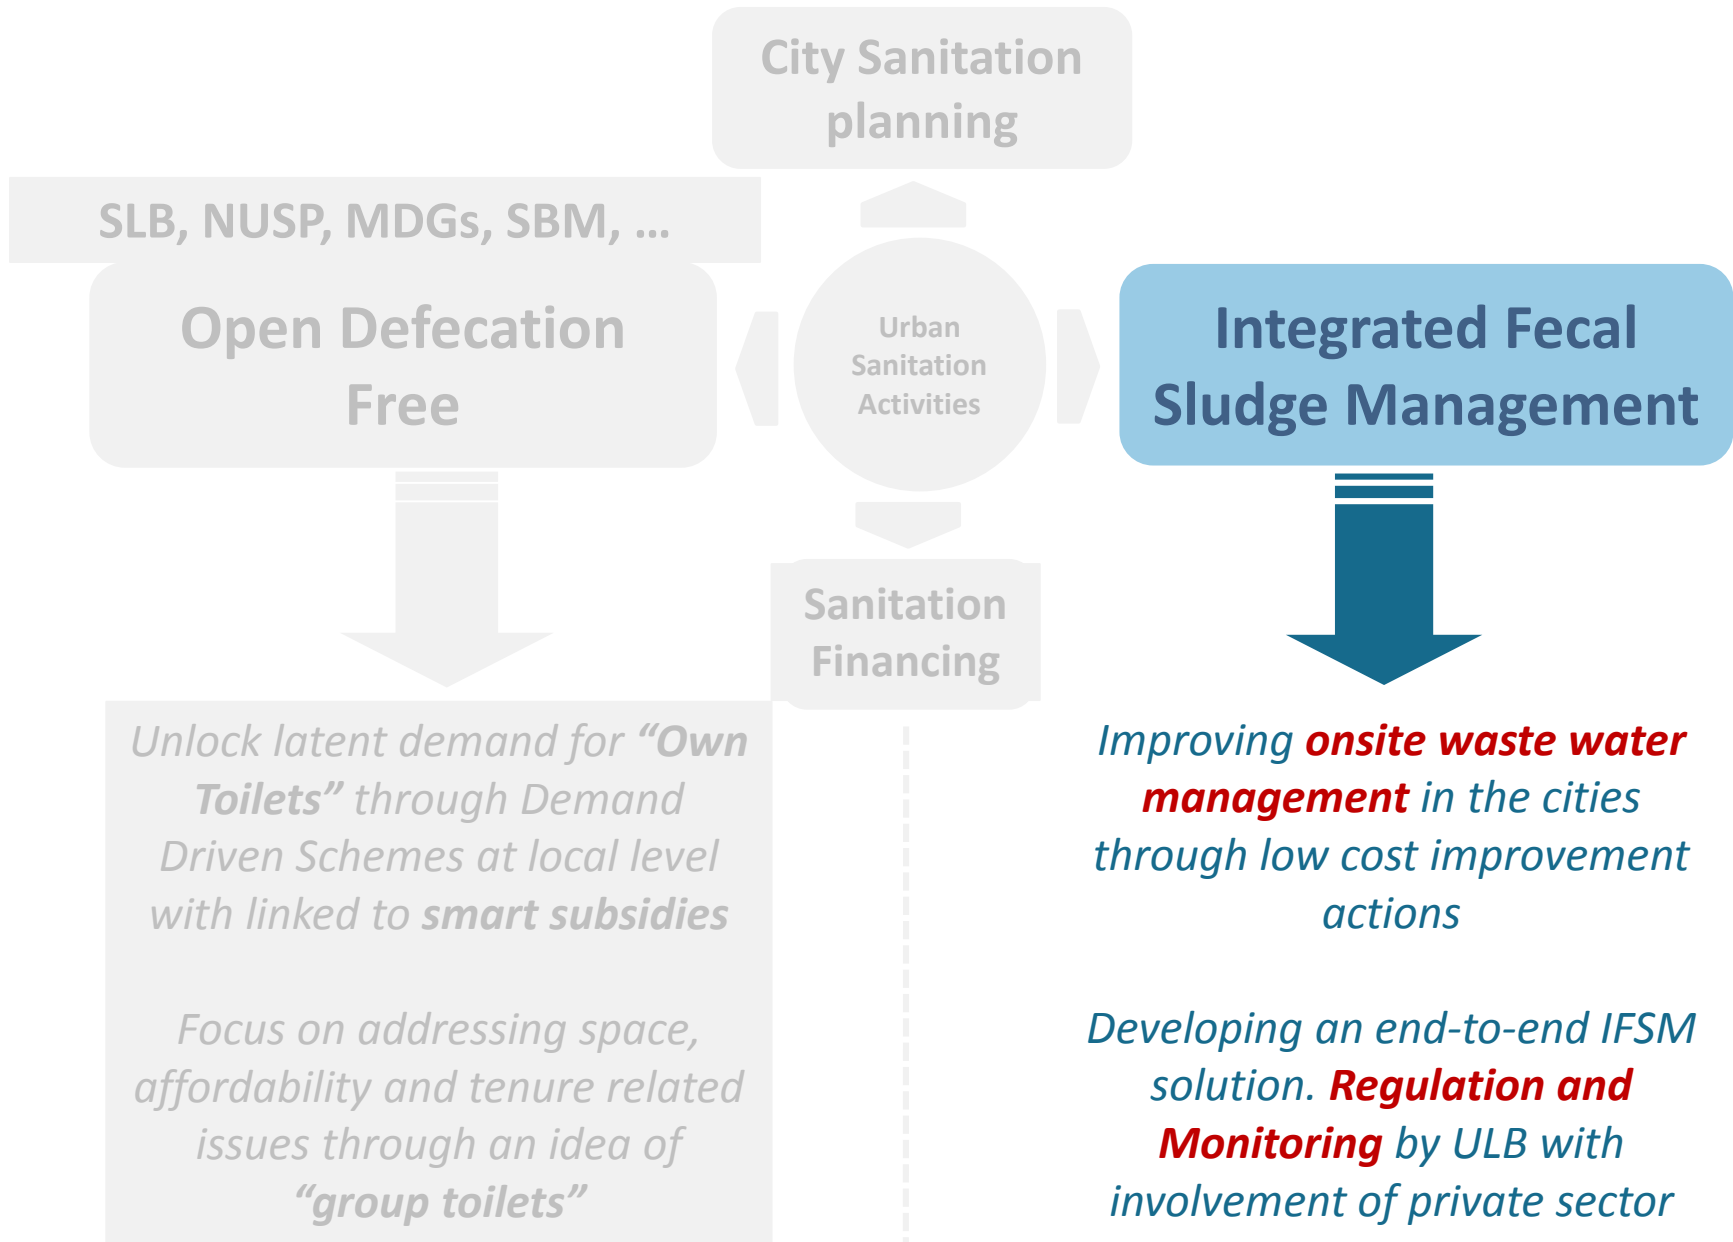 City Sanitation
planning
SLB, NUSP, MDGs, SBM, ...
Open Defecation
Free
Urban
Sanitation
Activities
Integrated Fecal
Sludge Management
Sanitation
Financing
Unlock latent demand for “Own
Toilets” through Demand
Driven Schemes at local level
with linked to smart subsidies
Focus on addressing space,
affordability and tenure related
issues through an idea of
“group toilets”
Improving onsite waste water
management in the cities
through low cost improvement
actions
Developing an end-to-end IFSM
solution. Regulation and
Monitoring by ULB with
involvement of private sector